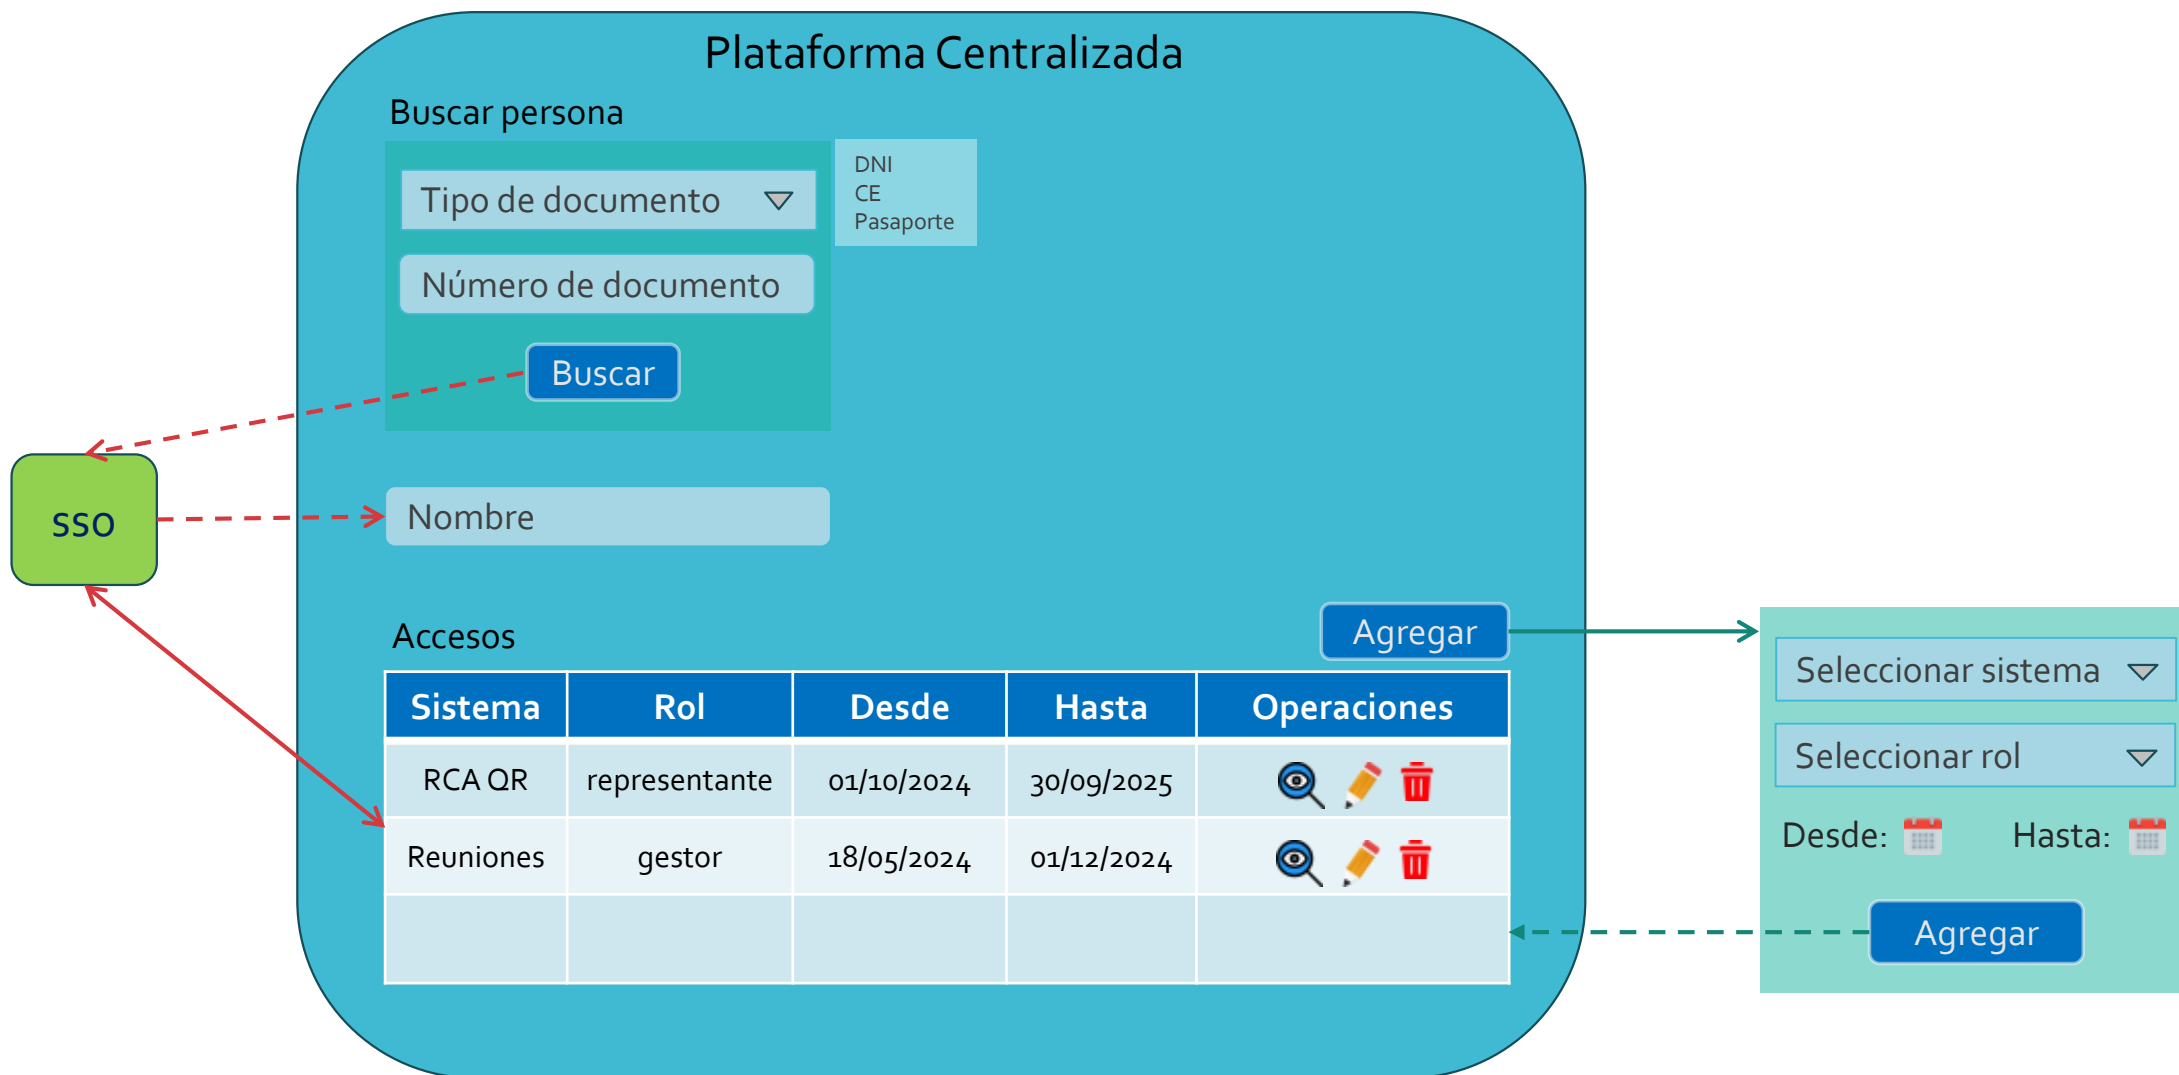 Plataforma Centralizada
Buscar persona
Tipo de documento
DNI
CE
Pasaporte
Número de documento
Buscar
sso
Nombre
Accesos
Agregar
Sistema Rol Desde Hasta Operaciones
RCA QR representante 01/10/2024 30/09/2025
Reuniones gestor 18/05/2024 01/12/2024
Seleccionar sistema
Seleccionar rol
Desde: Hasta:
Agregar